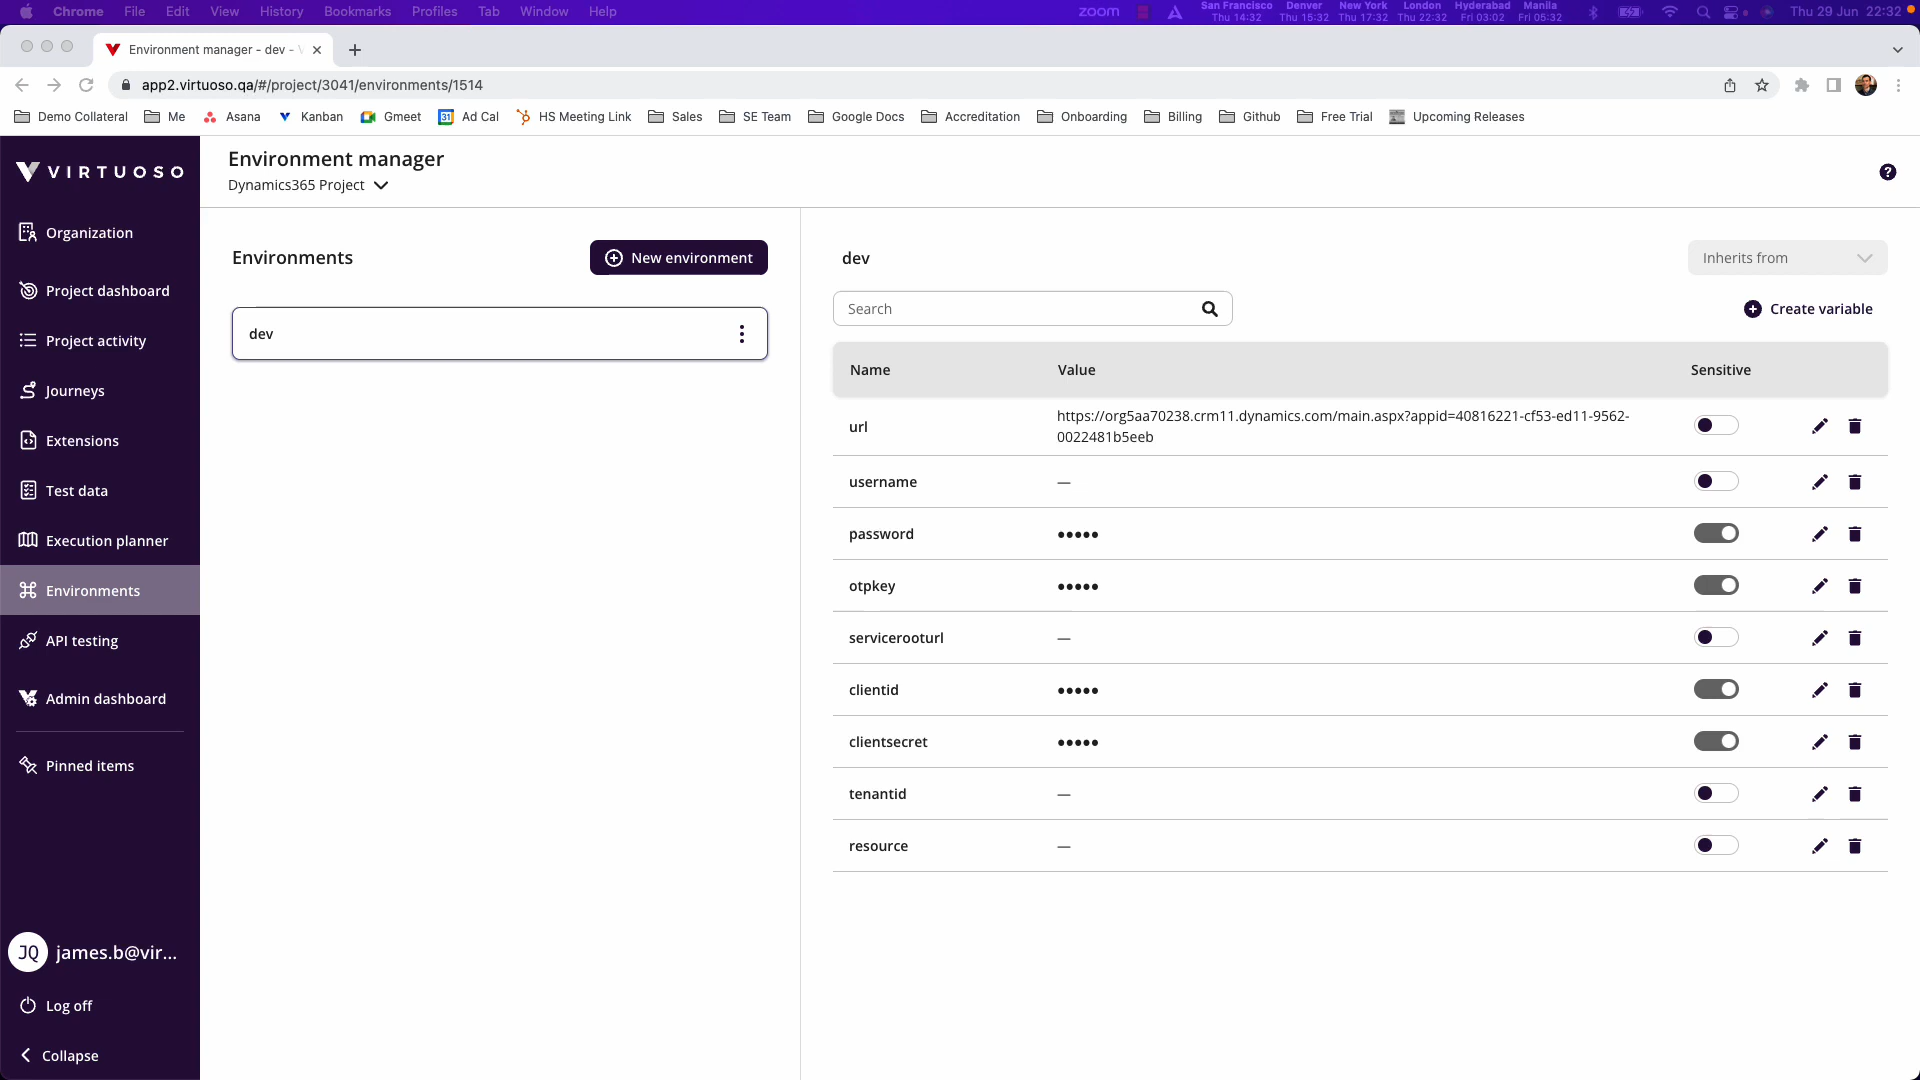 Chrome File Edit View History Bookmarks Profiles Tab Window Help
zoom
San Francisco Denver New York London Hyderabad Manila
Thu 14:32 Thu 15:32 Thu 17:32 Thu 22:32 Fri 03:02 Fri 05:32
Thu 29 Jun 22:32
Environment manager - dev -
app2.virtuoso.qa/#/project/3041/environments/1514
Demo Collateral Me Asana Kanban Gmeet 31 Ad Cal HS Meeting Link Sales SE Team Google Docs Accreditation Onboarding Billing Github Free Trial Upcoming Releases
VIRTUOSO
Organization
Project dashboard
Project activity
Journeys
Extensions
Test data
Execution planner
Environments
API testing
Admin dashboard
Pinned items
JQ james.b@vir...
Log off
Collapse
Environment manager
Dynamics365 Project
?
Environments
New environment
dev
dev
Inherits from
Search
Create variable
Name Value Sensitive
url https://org5aa70238.crm11.dynamics.com/main.aspx?appid=40816221-cf53-ed11-9562-
0022481b5eeb
username —
password •••••
otpkey •••••
servicerooturl —
clientid •••••
clientsecret •••••
tenantid —
resource —